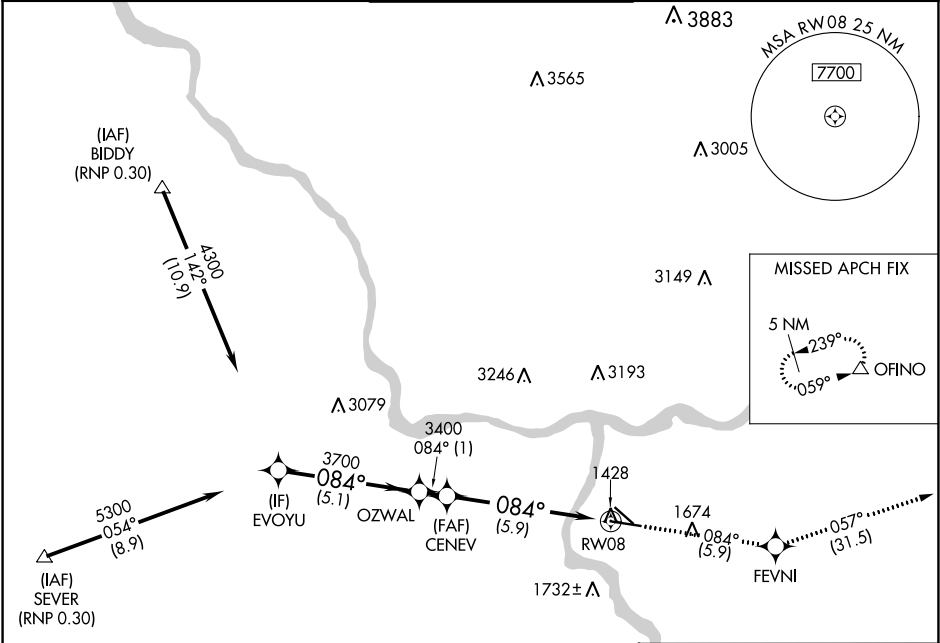 3883
MSA RW08 25 NM
7700
3565
3005
(IAF)
BIDDY
(RNP 0.30)
4300
142°
(10.9)
3149
MISSED APCH FIX
5 NM
239°
059°
OFINO
3246
3193
3079
3400
084° (1)
3700
084°
(5.1)
(IF)
EVOYU
OZWAL
(FAF)
CENEV
084°
(5.9)
1428
RW08
1674
084°
(5.9)
FEVNI
057°
(31.5)
5300
054°
(8.9)
(IAF)
SEVER
(RNP 0.30)
1732±